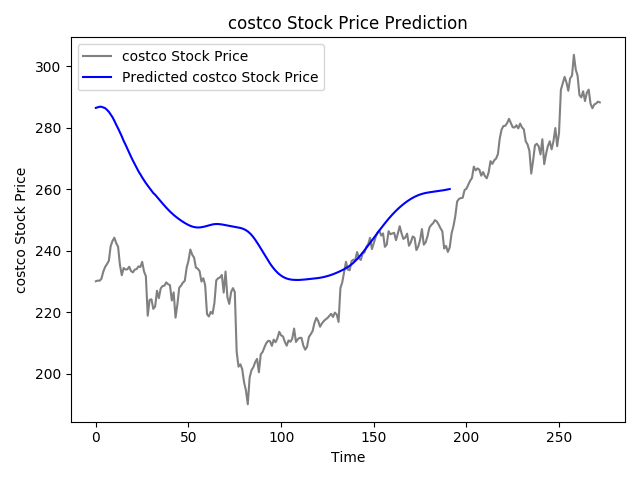 costco Stock Price Prediction
costco Stock Price
Predicted costco Stock Price
costco Stock Price
300
280
260
240
220
200
0 50 100 150 200 250
Time